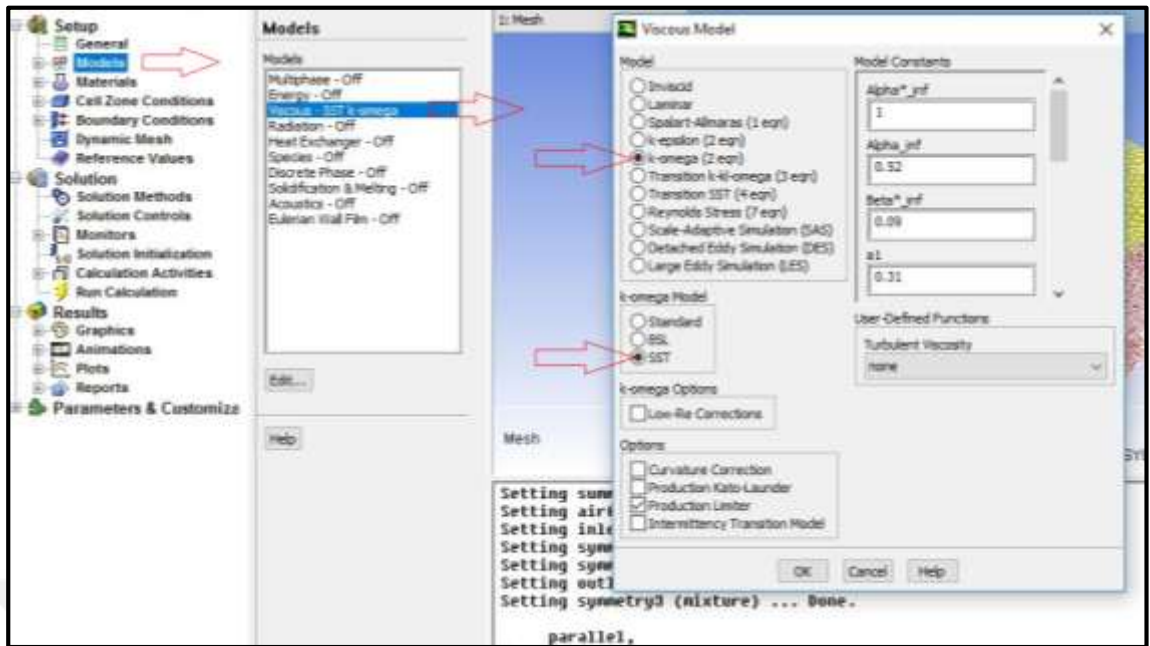 Setup
General
Models
Materials
Cell Zone Conditions
Boundary Conditions
Dynamic Mesh
Reference Values
Solution
Solution Methods
Solution Controls
Monitors
Solution Initialization
Calculation Activities
Run Calculation
Results
Graphics
Animations
Plots
Reports
Parameters & Customiza
Models
Models
Multiphase - Off
Energy - Off
Viscous - SST k-omega
Radiation - Off
Heat Exchanger - Off
Species - Off
Discrete Phase - Off
Solidification & Melting - Off
Acoustics - Off
Eulerian Wall Film - Off
Edit...
Help
1: Mesh
Mesh
Setting
Setting
Setting
Setting
Setting
Setting
Setting symmetry3 (mixture) ... Done.
parallel,
Viscous Model
Model
Inviscid
Laminar
Spalart-Allmaras (1 eqn)
k-epsilon (2 eqn)
k-omega (2 eqn)
Transition k-kl-omega (3 eqn)
Transition SST (4 eqn)
Reynolds Stress (7 eqn)
Scale-Adaptive Simulation (SAS)
Detached Eddy Simulation (DES)
Large Eddy Simulation (LES)
k-omega Model
Standard
BSL
SST
k-omega Options
Low-Re Corrections
Options
Curvature Correction
Production Kato-Launder
Production Limiter
Intermittency Transition Model
Model Constants
Alpha*_inf
1
Alpha_inf
0.52
Beta*_inf
0.09
a1
0.31
User-Defined Functions
Turbulent Viscosity
none
OK Cancel Help